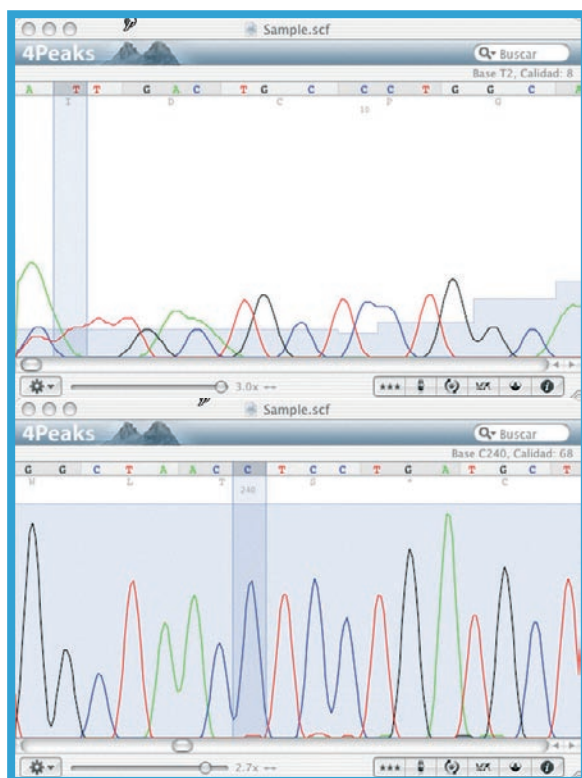 Sample.scf
4Peaks
Buscar
Base T2, Calidad: 8
A T T G A C T G C C C T G G C A
I D C P G
10
3.0x
Sample.scf
4Peaks
Buscar
Base C240, Calidad: 68
G G C T A A C C T C C T G A T G C T
W L T S * C
240
2.7x